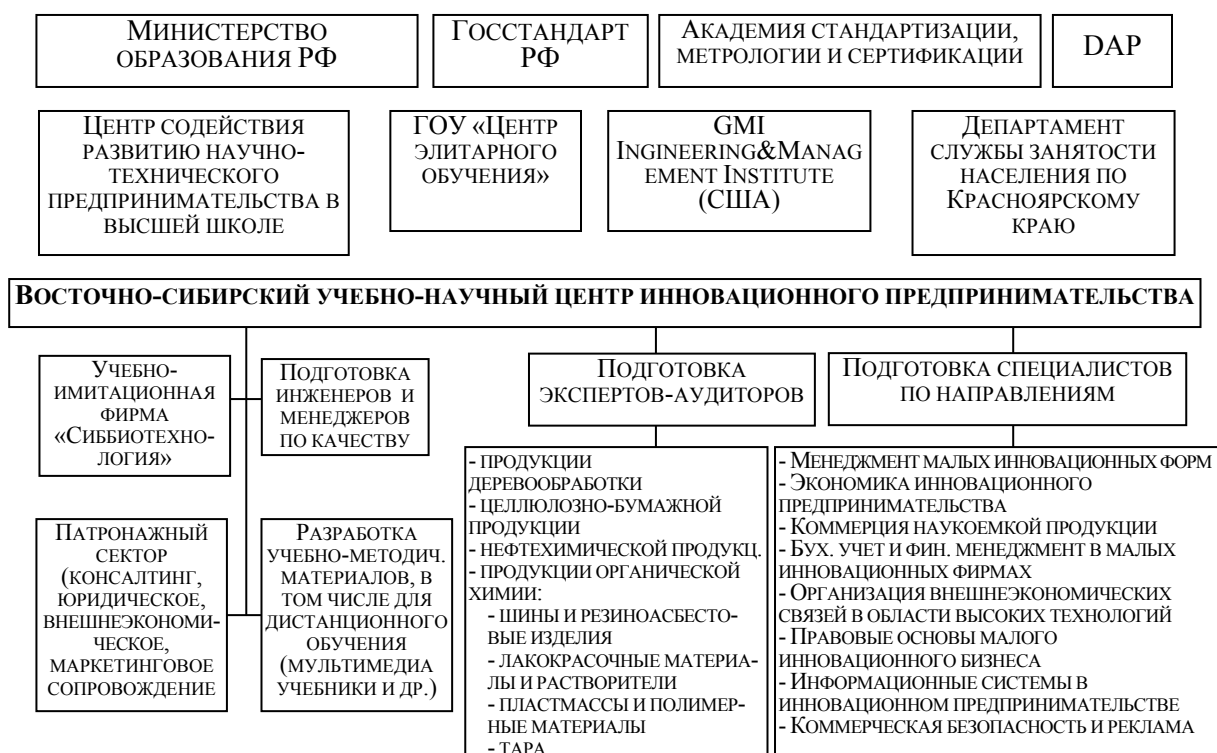 МИНИСТЕРСТВО
ОБРАЗОВАНИЯ РФ
ГОССТАНДАРТ
РФ
АКАДЕМИЯ СТАНДАРТИЗАЦИИ,
МЕТРОЛОГИИ И СЕРТИФИКАЦИИ
DAP
ЦЕНТР СОДЕЙСТВИЯ
РАЗВИТИЮ НАУЧНО-
ТЕХНИЧЕСКОГО
ПРЕДПРИНИМАТЕЛЬСТВА В
ВЫСШЕЙ ШКОЛЕ
ГОУ «ЦЕНТР
ЭЛИТАРНОГО
ОБУЧЕНИЯ»
GMI
INGINEERING&MANAG
EMENT INSTITUTE
(США)
ДЕПАРТАМЕНТ
СЛУЖБЫ ЗАНЯТОСТИ
НАСЕЛЕНИЯ ПО
КРАСНОЯРСКОМУ
КРАЮ
ВОСТОЧНО-СИБИРСКИЙ УЧЕБНО-НАУЧНЫЙ ЦЕНТР ИННОВАЦИОННОГО ПРЕДПРИНИМАТЕЛЬСТВА
УЧЕБНО-
ИМИТАЦИОННАЯ
ФИРМА
«СИББИОТЕХНО-
ЛОГИЯ»
ПОДГОТОВКА
ИНЖЕНЕРОВ И
МЕНЕДЖЕРОВ
ПО КАЧЕСТВУ
ПАТРОНАЖНЫЙ
СЕКТОР
(КОНСАЛТИНГ,
ЮРИДИЧЕСКОЕ,
ВНЕШНЕЭКОНОМИ-
ЧЕСКОЕ,
МАРКЕТИНГОВОЕ
СОПРОВОЖДЕНИЕ
РАЗРАБОТКА
УЧЕБНО-МЕТОДИЧ.
МАТЕРИАЛОВ, В
ТОМ ЧИСЛЕ ДЛЯ
ДИСТАНЦИОННОГО
ОБУЧЕНИЯ
(МУЛЬТИМЕДИА
УЧЕБНИКИ И ДР.)
ПОДГОТОВКА
ЭКСПЕРТОВ-АУДИТОРОВ
- ПРОДУКЦИИ
ДЕРЕВООБРАБОТКИ
- ЦЕЛЛЮЛОЗНО-БУМАЖНОЙ
ПРОДУКЦИИ
- НЕФТЕХИМИЧЕСКОЙ ПРОДУКЦ.
- ПРОДУКЦИИ ОРГАНИЧЕСКОЙ
ХИМИИ:
- ШИНЫ И РЕЗИНОАСБЕСТО-
ВЫЕ ИЗДЕЛИЯ
- ЛАКОКРАСОЧНЫЕ МАТЕРИА-
ЛЫ И РАСТВОРИТЕЛИ
- ПЛАСТМАССЫ И ПОЛИМЕР-
НЫЕ МАТЕРИАЛЫ
- ТАРА
ПОДГОТОВКА СПЕЦИАЛИСТОВ
ПО НАПРАВЛЕНИЯМ
- МЕНЕДЖМЕНТ МАЛЫХ ИННОВАЦИОННЫХ ФОРМ
- ЭКОНОМИКА ИННОВАЦИОННОГО
ПРЕДПРИНИМАТЕЛЬСТВА
- КОММЕРЦИЯ НАУКОЕМКОЙ ПРОДУКЦИИ
- БУХ. УЧЕТ И ФИН. МЕНЕДЖМЕНТ В МАЛЫХ
ИННОВАЦИОННЫХ ФИРМАХ
- ОРГАНИЗАЦИЯ ВНЕШНЕЭКОНОМИЧЕСКИХ
СВЯЗЕЙ В ОБЛАСТИ ВЫСОКИХ ТЕХНОЛОГИЙ
- ПРАВОВЫЕ ОСНОВЫ МАЛОГО
ИННОВАЦИОННОГО БИЗНЕСА
- ИНФОРМАЦИОННЫЕ СИСТЕМЫ В
ИННОВАЦИОННОМ ПРЕДПРИНИМАТЕЛЬСТВЕ
- КОММЕРЧЕСКАЯ БЕЗОПАСНОСТЬ И РЕКЛАМА